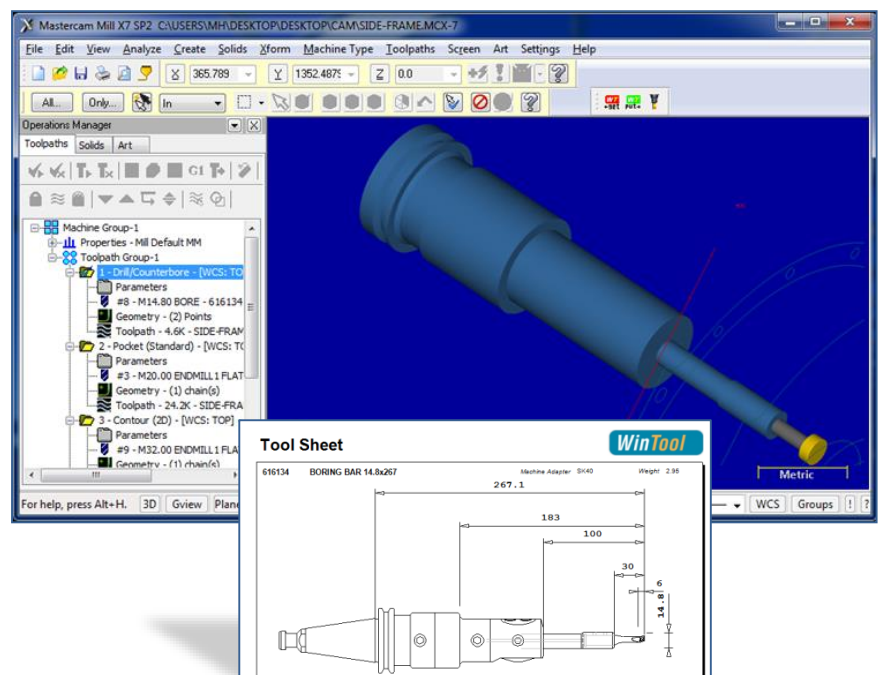 Mastercam Mill X7 SP2 C:\USERS\MH\DESKTOP\DESKTOP\CAM\SIDE-FRAME.MCX-7
File Edit View Analyze Create Solids Xform Machine Type Toolpaths Screen Art Settings Help
X 365.789 Y 1352.4875 Z 0.0
All... Only... In
Operations Manager
Toolpaths Solids Art
G1
Machine Group-1
Properties - Mill Default MM
Toolpath Group-1
1 - Drill/Counterbore - [WCS: TO
Parameters
#8 - M14.80 BORE - 616134
Geometry - (2) Points
Toolpath - 4.6K - SIDE-FRAM
2 - Pocket (Standard) - [WCS: TO
Parameters
#3 - M20.00 ENDMILL1 FLAT
Geometry - (1) chain(s)
Toolpath - 24.2K - SIDE-FRA
3 - Contour (2D) - [WCS: TOP]
Parameters
#9 - M32.00 ENDMILL1 FLA
Geometry - (1) chain(s)
Metric
For help, press Alt+H. 3D Gview Plane WCS Groups ! ?
Tool Sheet WinTool
616134 BORING BAR 14.8x267 Machine Adapter SK40 Weight 2.95
267.1
183
100
30
6
14.8